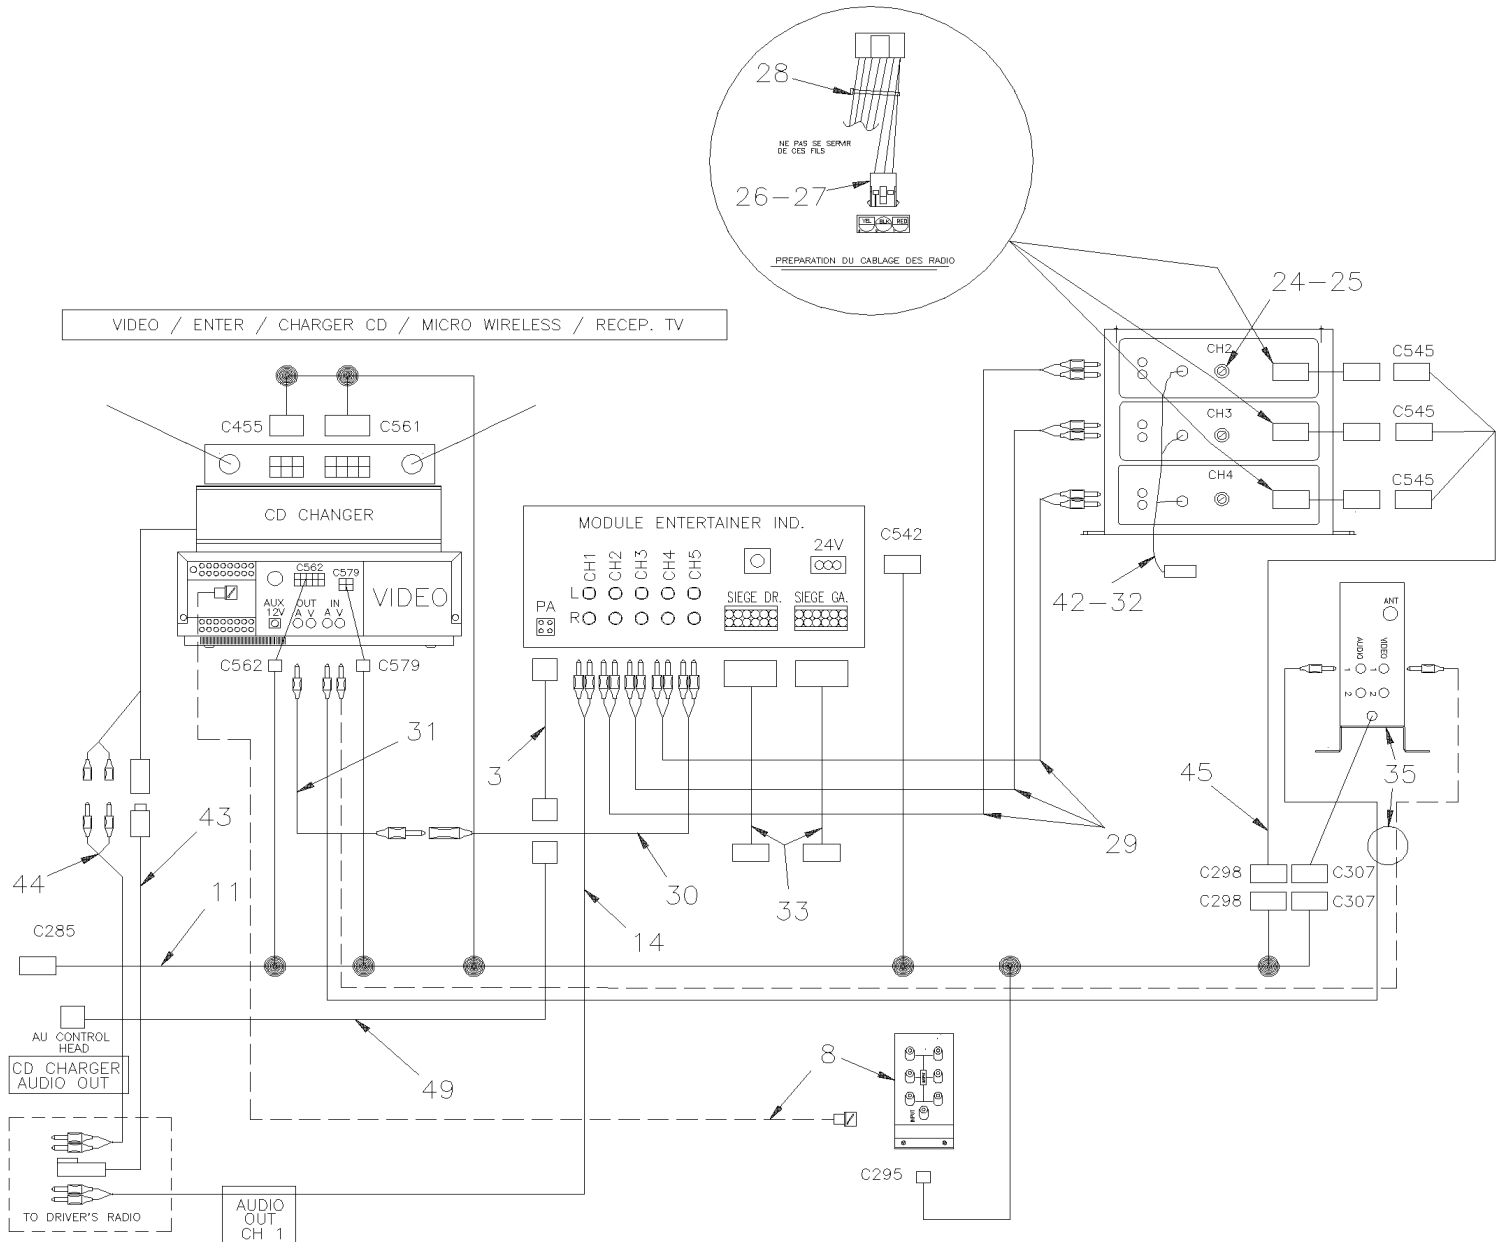 28
NE PAS SE SERVIR
DE CES FILS
26-27
YEL BLK RED
PREPARATION DU CABLAGE DES RADIO
24-25
VIDEO / ENTER / CHARGER CD / MICRO WIRELESS / RECEP. TV
CH2
C545
CH3
C545
CH4
C545
C455
C561
CD CHANGER
MODULE ENTERTAINER IND.
C542
24V
CH1
CH2
CH3
CH4
CH5
L
R
PA
SIEGE DR.
SIEGE GA.
C562
C579
VIDEO
AUX
12V
OUT
A V
IN
A V
42-32
ANT
AUDIO
VIDEO
1
1
2
2
C562
C579
31
3
45
35
43
44
11
30
33
29
14
C298
C307
C298
C307
C285
AU CONTROL
HEAD
CD CHARGER
AUDIO OUT
49
8
INPUT
C295
TO DRIVER'S RADIO
AUDIO
OUT
CH 1